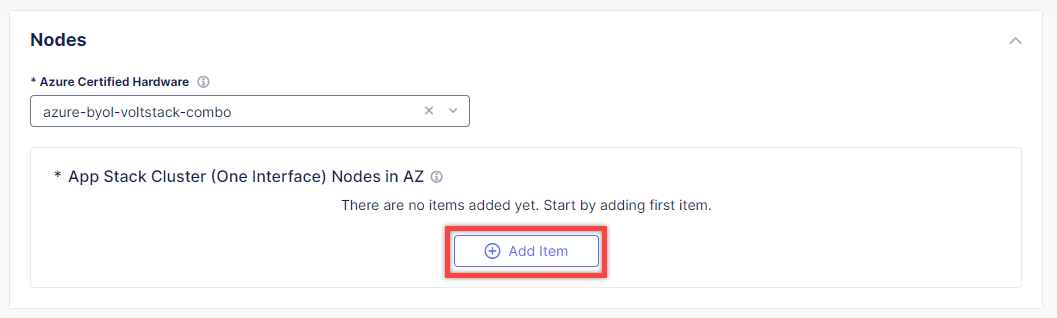 Nodes
* Azure Certified Hardware
azure-byol-voltstack-combo
* App Stack Cluster (One Interface) Nodes in AZ
There are no items added yet. Start by adding first item.
Add Item